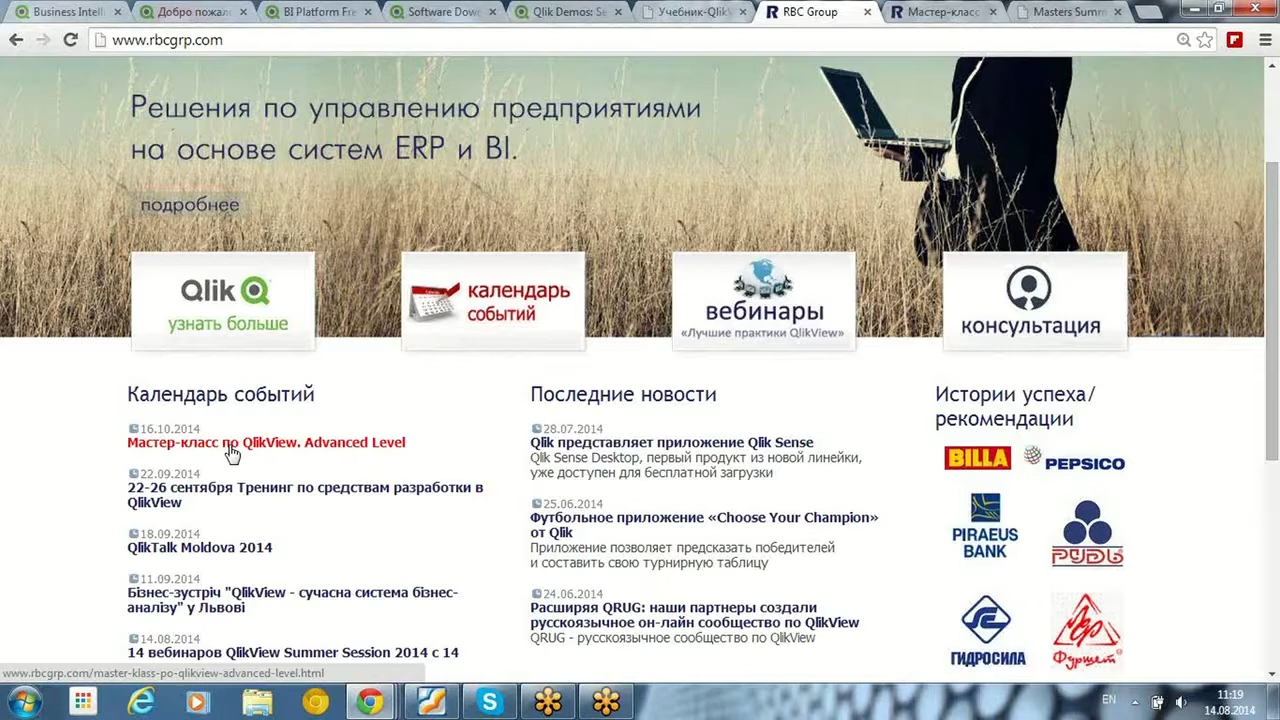 Business Intelli
Добро пожал
BI Platform Fre
Software Dow
Qlik Demos: Se
Учебник-QlikV
RBC Group
Мастер-класс
Masters Summ
www.rbcgrp.com
Решения по управлению предприятиями
на основе систем ERP и BI.
подробнее
Qlik
узнать больше
календарь
событий
вебинары
«Лучшие практики QlikView»
консультация
Календарь событий
16.10.2014
Мастер-класс по QlikView. Advanced Level
22.09.2014
22-26 сентября Тренинг по средствам разработки в
QlikView
18.09.2014
QlikTalk Moldova 2014
11.09.2014
Бізнес-зустріч "QlikView - сучасна система бізнес-
аналізу" у Львові
14.08.2014
14 вебинаров QlikView Summer Session 2014 с 14
Последние новости
28.07.2014
Qlik представляет приложение Qlik Sense
Qlik Sense Desktop, первый продукт из новой линейки,
уже доступен для бесплатной загрузки
25.06.2014
Футбольное приложение «Choose Your Champion»
от Qlik
Приложение позволяет предсказать победителей
и составить свою турнирную таблицу
24.06.2014
Расширяя QRUG: наши партнеры создали
русскоязычное он-лайн сообщество по QlikView
QRUG - русскоязычное сообщество по QlikView
Истории успеха/
рекомендации
BILLA
PEPSICO
PIRAEUS
BANK
РУДЬ
ГИДРОСИЛА
Фуршет
www.rbcgrp.com/master-klass-po-qlikview-advanced-level.html
EN
11:19
14.08.2014